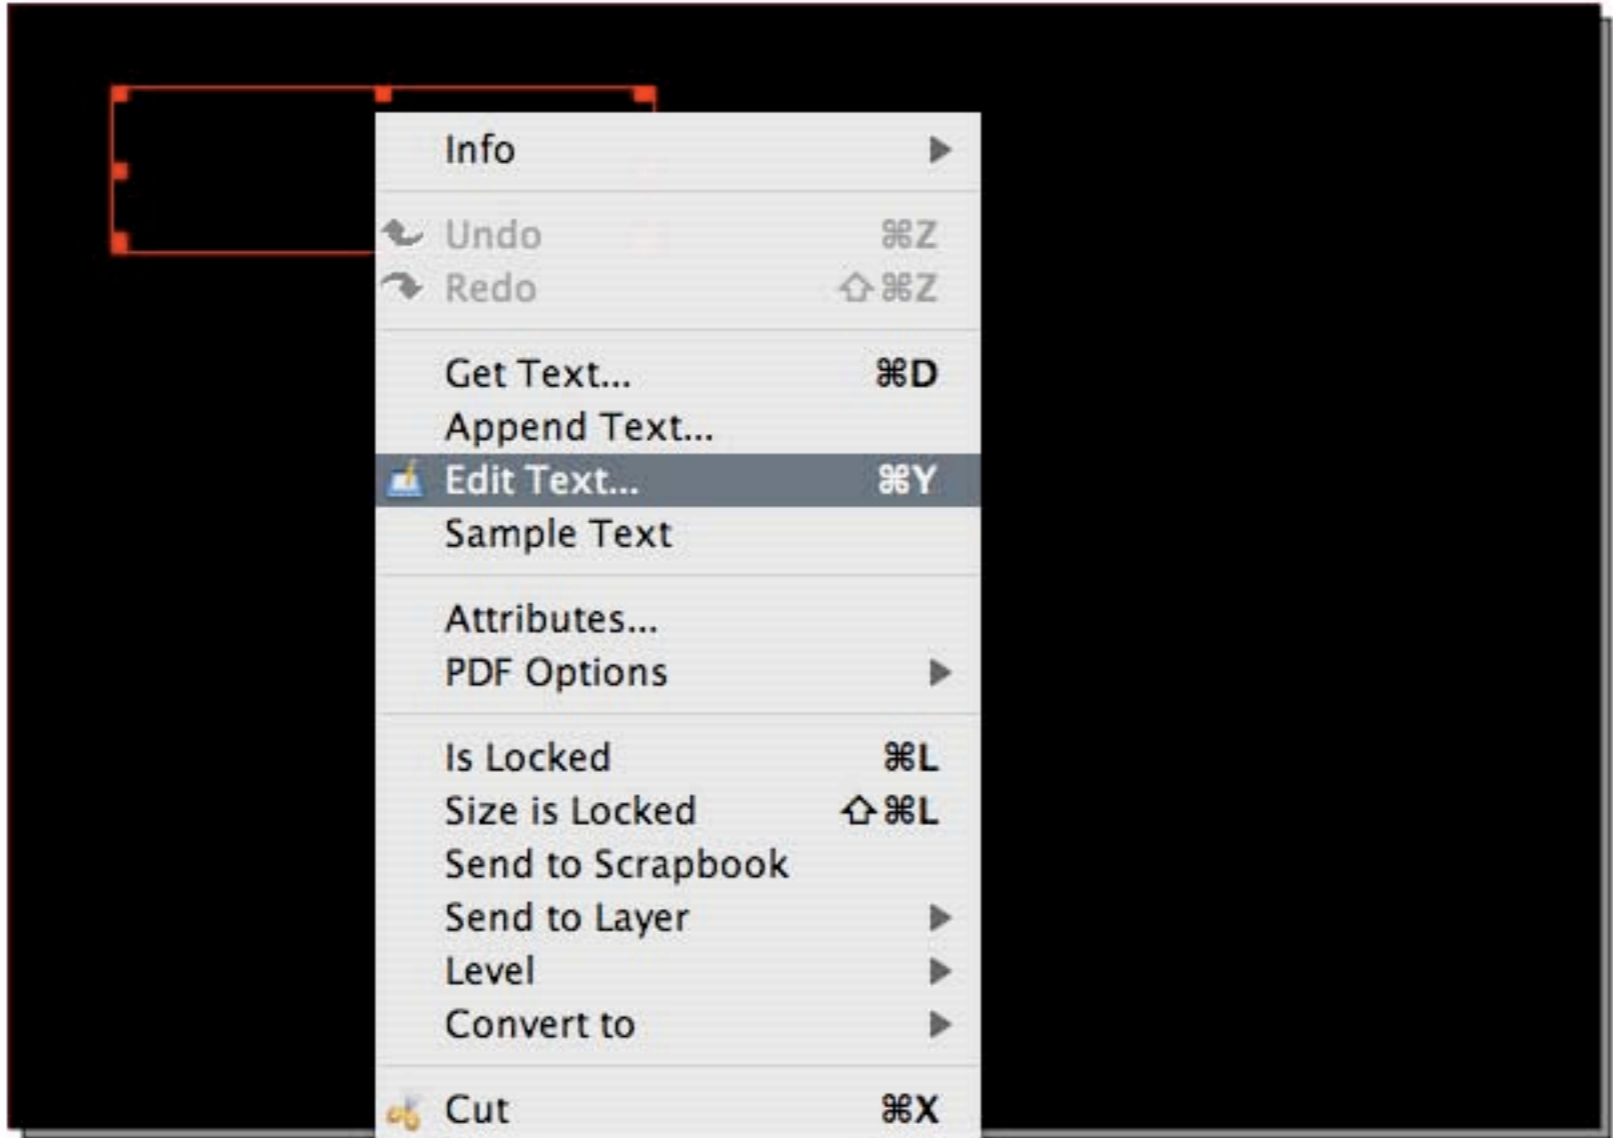 Info
Undo ⌘Z
Redo ⇧⌘Z
Get Text... ⌘D
Append Text...
Edit Text... ⌘Y
Sample Text
Attributes...
PDF Options
Is Locked ⌘L
Size is Locked ⇧⌘L
Send to Scrapbook
Send to Layer
Level
Convert to
Cut ⌘X